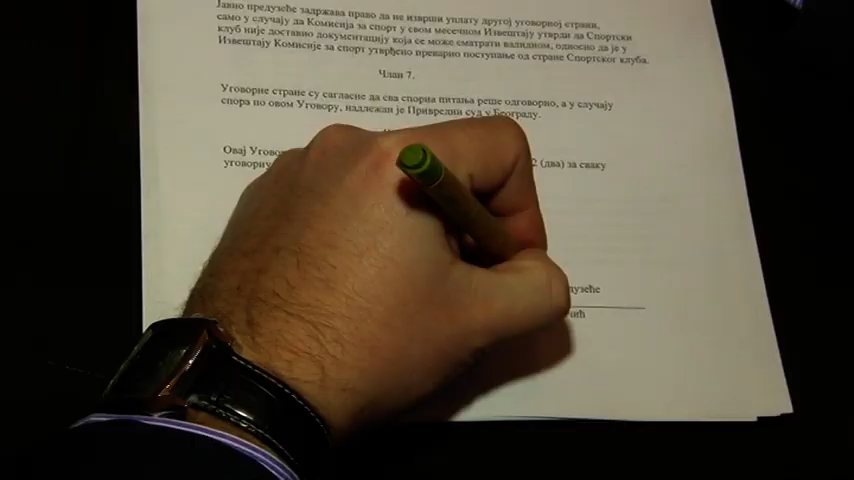 Јавно предузеће задржава право да не изврши уплату другој уговорној страни,
само у случају да Комисија за спорт у свом месечном Извештају утврди да Спортски
клуб није доставио документацију која се може сматрати валидном, односно да је у
Извештају Комисије за спорт утврђено преварно поступање од стране Спортског клуба.
Члан 7.
Уговорне стране су сагласне да сва спорна питања реше одговорно, а у случају
спора по овом Уговору, надлежан је Привредни суд у Београду.
Овај 2 (два) за сваку